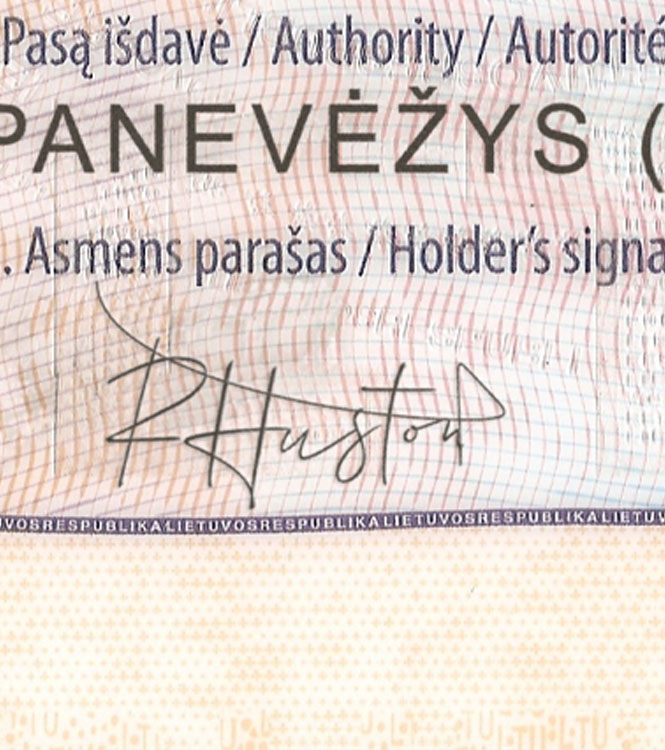 Pasą išdavė / Authority / Autorité
PANEVĖŽYS (
. Asmens parašas / Holder's signa
RHuston
VOSRESPUBLIKALIETUVOSRESPUBLIKALIETUVOSRESPUBLIKALIETUV